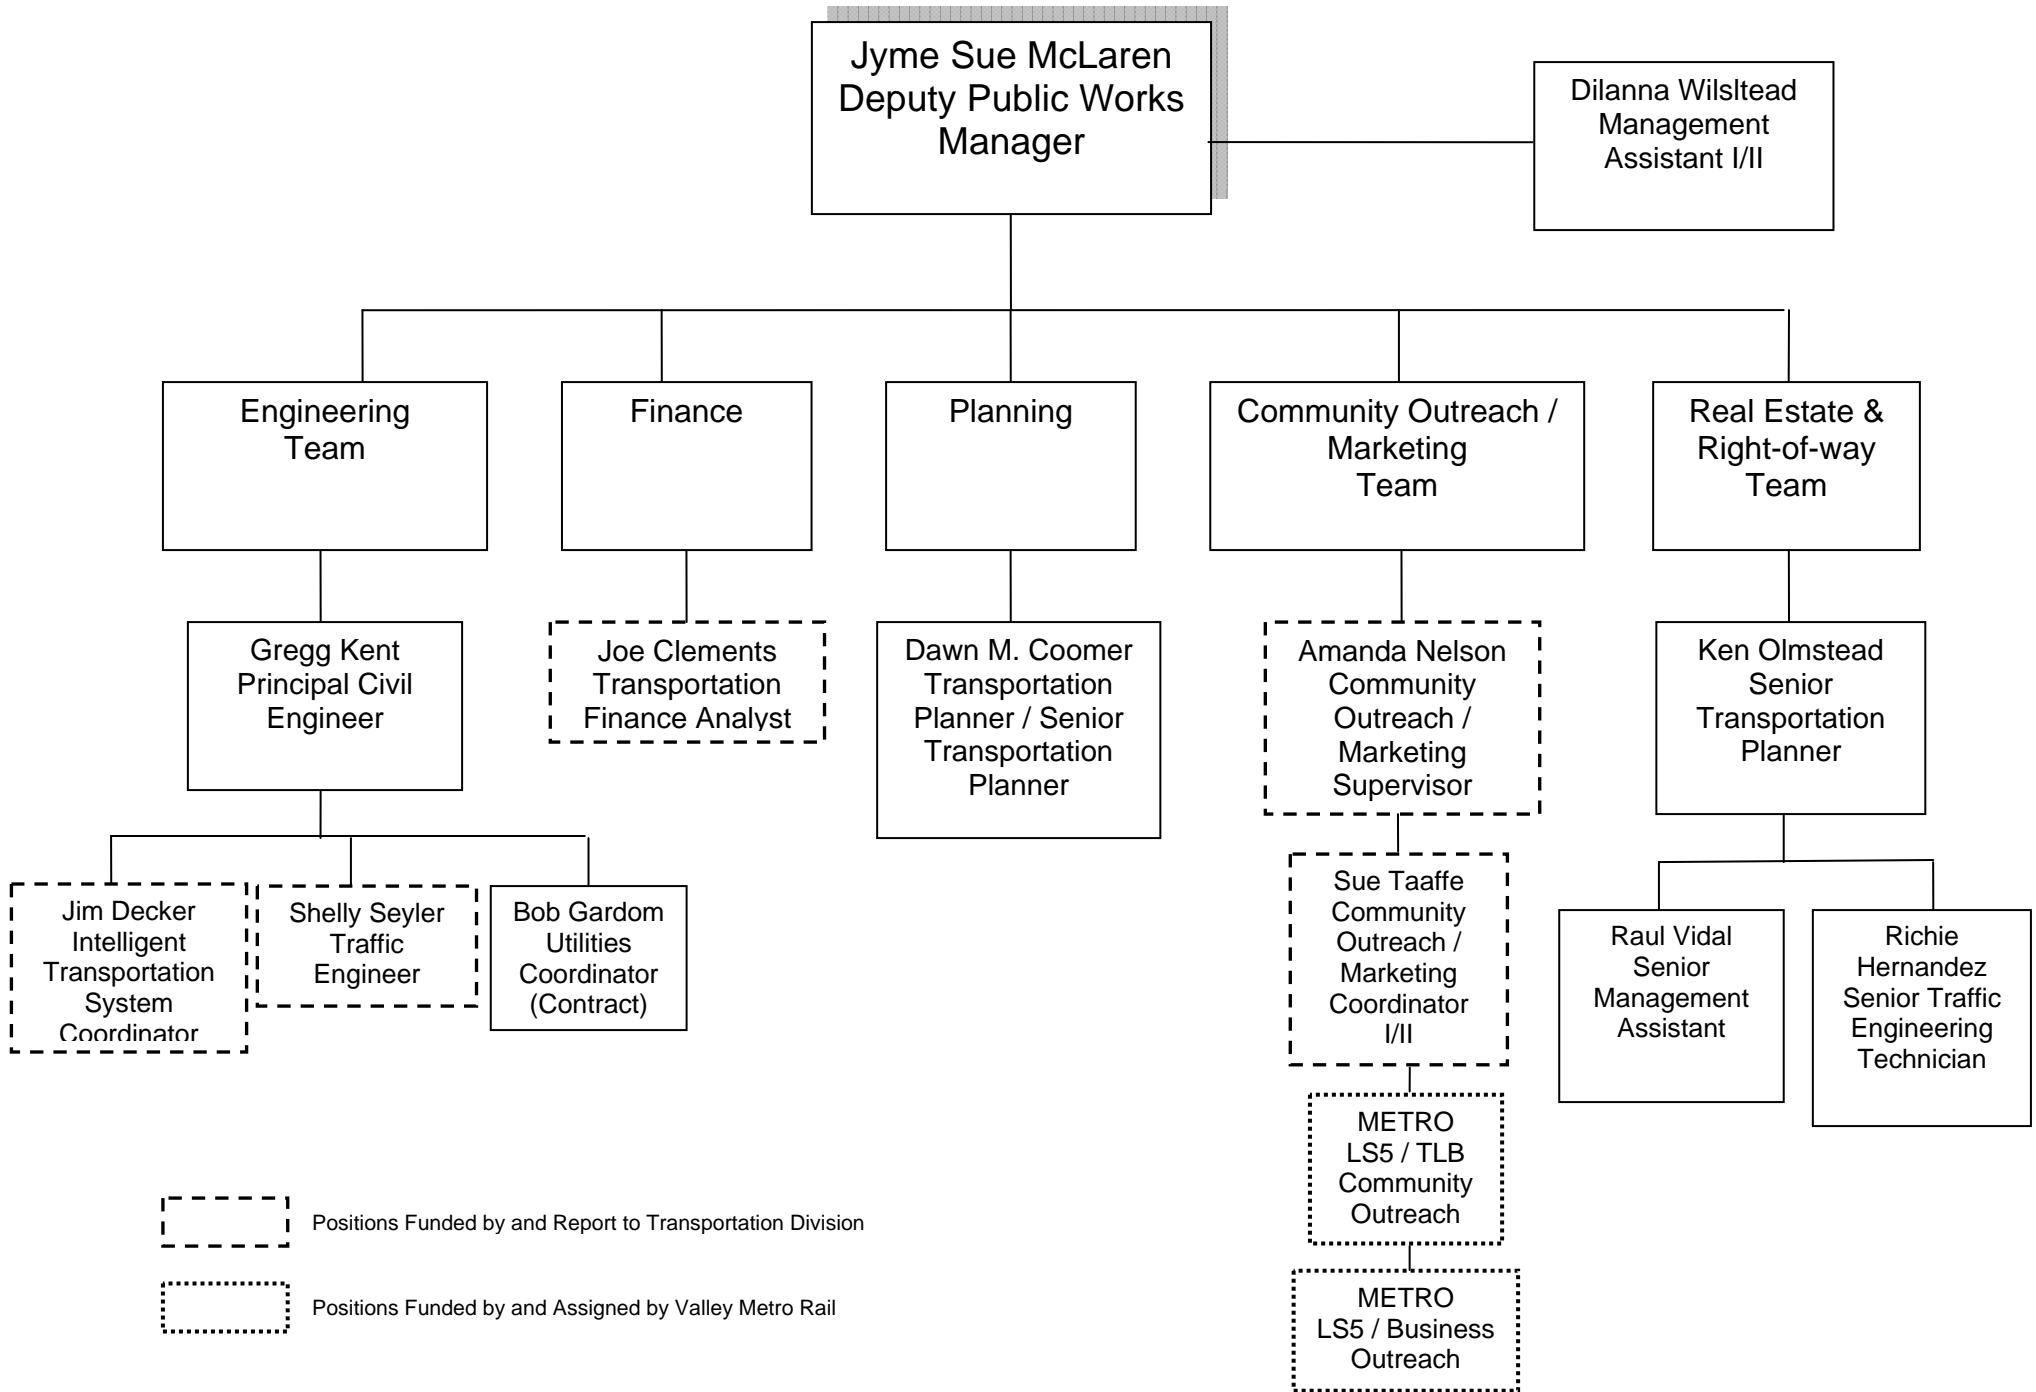 Jyme Sue McLaren
Deputy Public Works
Manager
Dilanna Wilsltead
Management
Assistant I/II
Engineering
Team
Finance
Planning
Community Outreach /
Marketing
Team
Real Estate &
Right-of-way
Team
Gregg Kent
Principal Civil
Engineer
Joe Clements
Transportation
Finance Analyst
Dawn M. Coomer
Transportation
Planner / Senior
Transportation
Planner
Amanda Nelson
Community
Outreach /
Marketing
Supervisor
Ken Olmstead
Senior
Transportation
Planner
Jim Decker
Intelligent
Transportation
System
Coordinator
Shelly Seyler
Traffic
Engineer
Bob Gardom
Utilities
Coordinator
(Contract)
Sue Taaffe
Community
Outreach /
Marketing
Coordinator
I/II
Raul Vidal
Senior
Management
Assistant
Richie
Hernandez
Senior Traffic
Engineering
Technician
METRO
LS5 / TLB
Community
Outreach
METRO
LS5 / Business
Outreach
Positions Funded by and Report to Transportation Division
Positions Funded by and Assigned by Valley Metro Rail